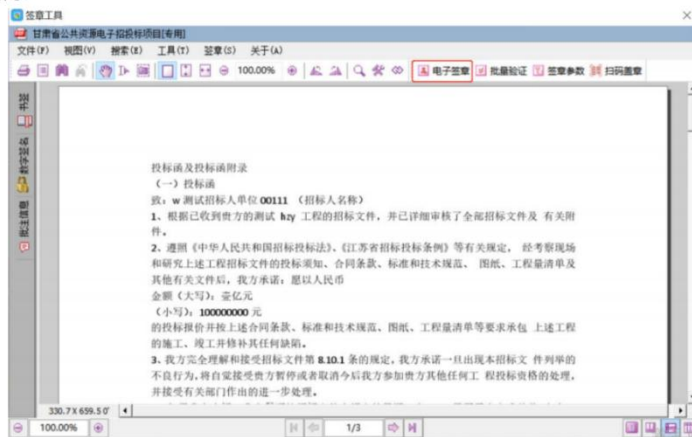 签章工具
甘肃省公共资源电子招投标项目[专用]
文件(F) 视图(V) 搜索(E) 工具(T) 签章(S) 关于(A)
100.00% 电子签章 批量验证 签章参数 扫码盖章
书签
数字签名
批注信息
投标函及投标函附录
（一）投标函
致：w 测试招标人单位 00111 （招标人名称）
1、根据已收到贵方的测试 hzy 工程的招标文件，并已详细审核了全部招标文件及 有关附
件。
2、遵照《中华人民共和国招标投标法》、《江苏省招标投标条例》等有关规定， 经考察现场
和研究上述工程招标文件的投标须知、合同条款、标准和技术规范、 图纸、工程量清单及
其他有关文件后，我方承诺：愿以人民币
金额（大写）：壹亿元
（小写）：100000000 元
的投标报价并按上述合同条款、标准和技术规范、图纸、工程量清单等要求承包 上述工程
的施工、竣工并修补其任何缺陷。
3、我方完全理解和接受招标文件第 8.10.1 条的规定，我方承诺一旦出现本招标文 件列举的
不良行为，将自觉接受贵方暂停或者取消今后我方参加贵方其他任何工 程投标资格的处理，
并接受有关部门作出的进一步处理。
330.7 X 659.5 0'
100.00% 1/3